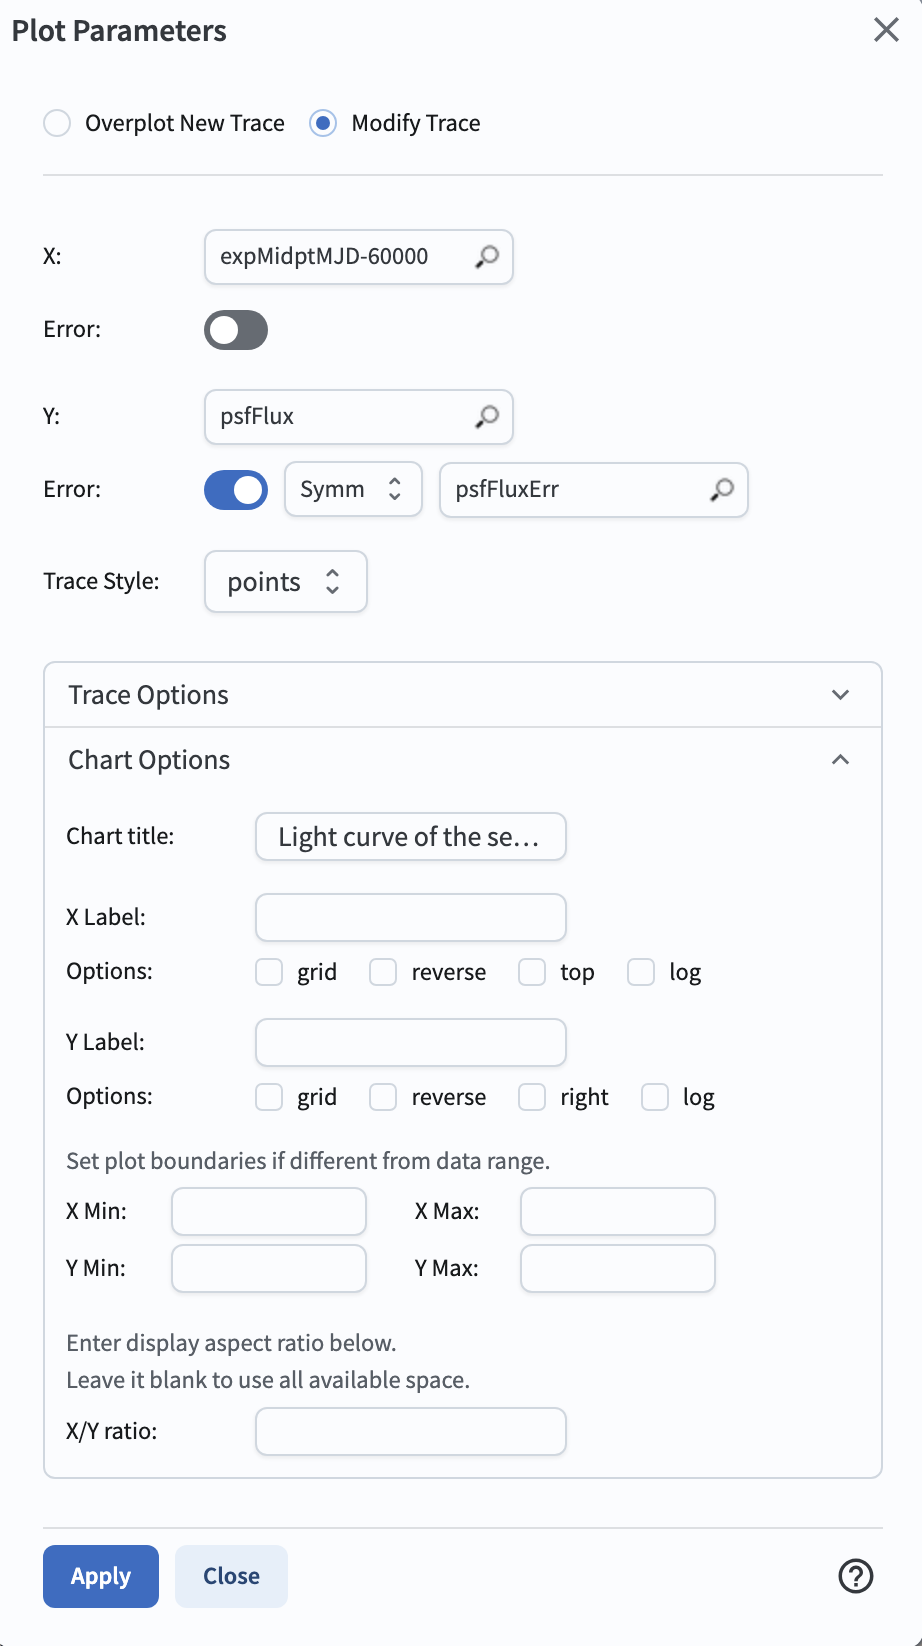 Plot Parameters
Overplot New Trace Modify Trace
X: expMidptMJD-60000
Error:
Y: psfFlux
Error: Symm psfFluxErr
Trace Style: points
Trace Options
Chart Options
Chart title: Light curve of the se...
X Label:
Options: grid reverse top log
Y Label:
Options: grid reverse right log
Set plot boundaries if different from data range.
X Min: X Max:
Y Min: Y Max:
Enter display aspect ratio below.
Leave it blank to use all available space.
X/Y ratio:
Apply Close ?